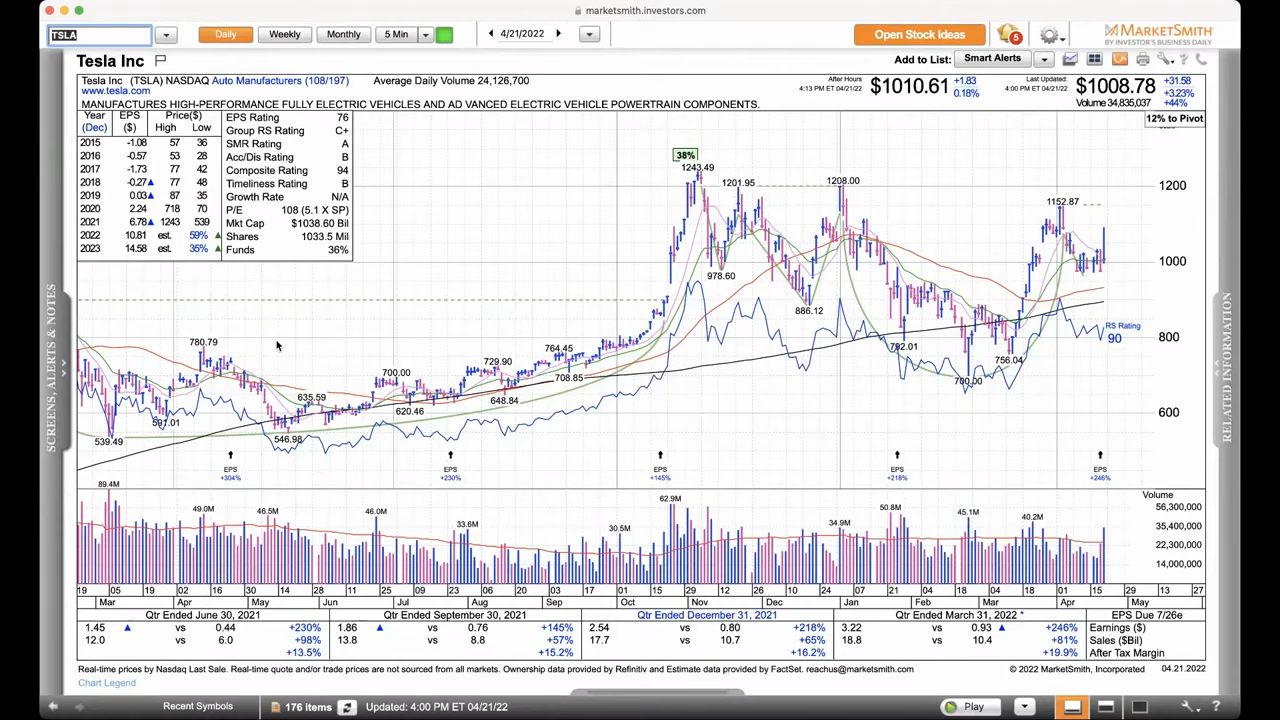 marketsmith.investors.com
TSLA Daily Weekly Monthly 5 Min 4/21/2022 Open Stock Ideas 5 MARKETSMITH
BY INVESTOR'S BUSINESS DAILY
Tesla Inc Add to List: Smart Alerts
Tesla Inc (TSLA) NASDAQ Auto Manufacturers (108/197) Average Daily Volume 24,126,700
www.tesla.com
After Hours
4:13 PM 04/21/22 $1010.61 +1.83
0.18%
Last Updated:
4:00 PM ET 04/21/22 $1008.78 +31.58
+3.23%
Volume 34,835,037 +44%
MANUFACTURES HIGH-PERFORMANCE FULLY ELECTRIC VEHICLES AND AD VANCED ELECTRIC VEHICLE POWERTRAIN COMPONENTS.
Year EPS Price($)
(Dec) ($) High Low
2015 -1.08 57 36
2016 -0.57 53 28
2017 -1.73 77 42
2018 -0.27 77 48
2019 0.03 87 35
2020 2.24 718 70
2021 6.78 1243 539
2022 10.81 est. 59%
2023 14.58 est. 35%
EPS Rating 76
Group RS Rating C+
SMR Rating A
Acc/Dis Rating B
Composite Rating 94
Timeliness Rating B
Growth Rate N/A
P/E 108 (5.1 X SP)
Mkt Cap $1038.60 Bil
Shares 1033.5 Mil
Funds 36%
12% to Pivot
38%
1243.49
1201.95
1208.00
1152.87
1200
1000
978.60
886.12
RS Rating
90
800
780.79
764.45
729.90
700.00
708.85
792.01
756.04
700.00
635.59
620.46
648.84
600
591.01
539.49
546.98
EPS EPS EPS EPS EPS
+304% +230% +145% +218% +246%
89.4M
49.0M
46.5M
46.0M
33.6M
30.5M
62.9M
34.9M
50.8M
45.1M
40.2M
Volume
56,300,000
35,400,000
22,300,000
14,000,000
19 05 19 02 16 30 14 28 11 25 09 23 06 20 03 17 01 15 29 12 26 10 24 07 21 04 18 04 18 01 15 29 13 27
Mar Apr May Jun Jul Aug Sep Oct Nov Dec Jan Feb Mar Apr May
Qtr Ended June 30, 2021 Qtr Ended September 30, 2021 Qtr Ended December 31, 2021 Qtr Ended March 31, 2022 * EPS Due 7/26e
1.45 vs 0.44 +230% 1.86 vs 0.76 +145% 2.54 vs 0.80 +218% 3.22 vs 0.93 +246% Earnings ($)
12.0 vs 6.0 +98% 13.8 vs 8.8 +57% 17.7 vs 10.7 +65% 18.8 vs 10.4 +81% Sales ($Bil)
+13.5% +15.2% +16.2% +19.9% After Tax Margin
Real-time prices by Nasdaq Last Sale. Real-time quote and/or trade prices are not sourced from all markets. Ownership data provided by Refinitiv and Estimate data provided by FactSet. reachus@marketsmith.com © 2022 MarketSmith, Incorporated 04.21.2022
Chart Legend
SCREENS, ALERTS & NOTES
RELATED INFORMATION
Recent Symbols 176 items Updated: 4:00 PM ET 04/21/22 Play